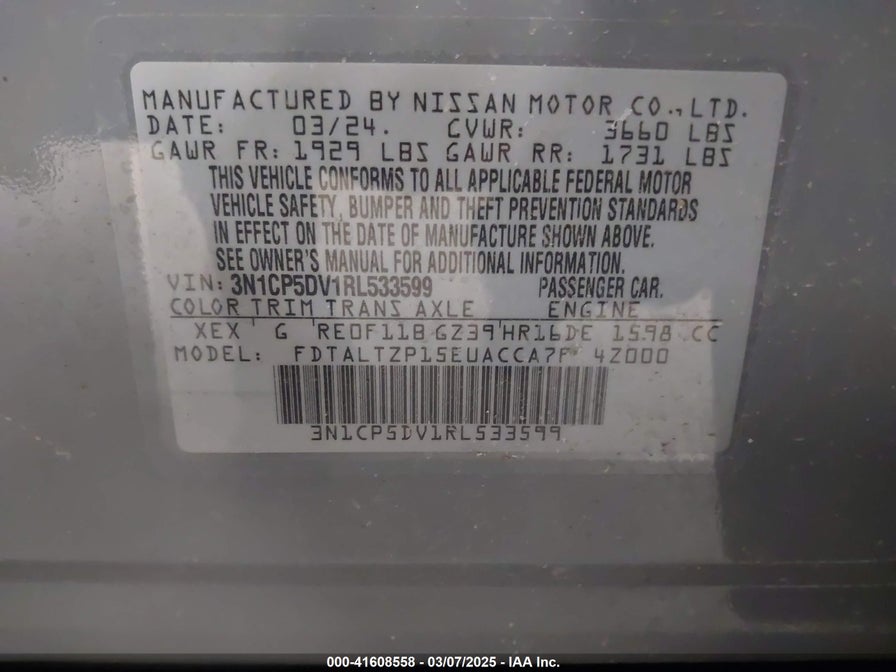 MANUFACTURED BY NISSAN MOTOR CO., LTD.
DATE: 03/24. GVWR: 3660 LBS
GAWR FR: 1929 LBS GAWR RR: 1731 LBS
THIS VEHICLE CONFORMS TO ALL APPLICABLE FEDERAL MOTOR
VEHICLE SAFETY, BUMPER AND THEFT PREVENTION STANDARDS
IN EFFECT ON THE DATE OF MANUFACTURE SHOWN ABOVE.
SEE OWNER'S MANUAL FOR ADDITIONAL INFORMATION.
VIN: 3N1CP5DV1RL533599 PASSENGER CAR.
COLOR TRIM TRANS AXLE ENGINE
XEX G RE0F11B GZ39 HR16DE 1598 CC
MODEL: FDTALTZP15EUACCA7F 4Z000
3N1CP5DV1RL533599
000-41608558 - 03/07/2025 - IAA Inc.